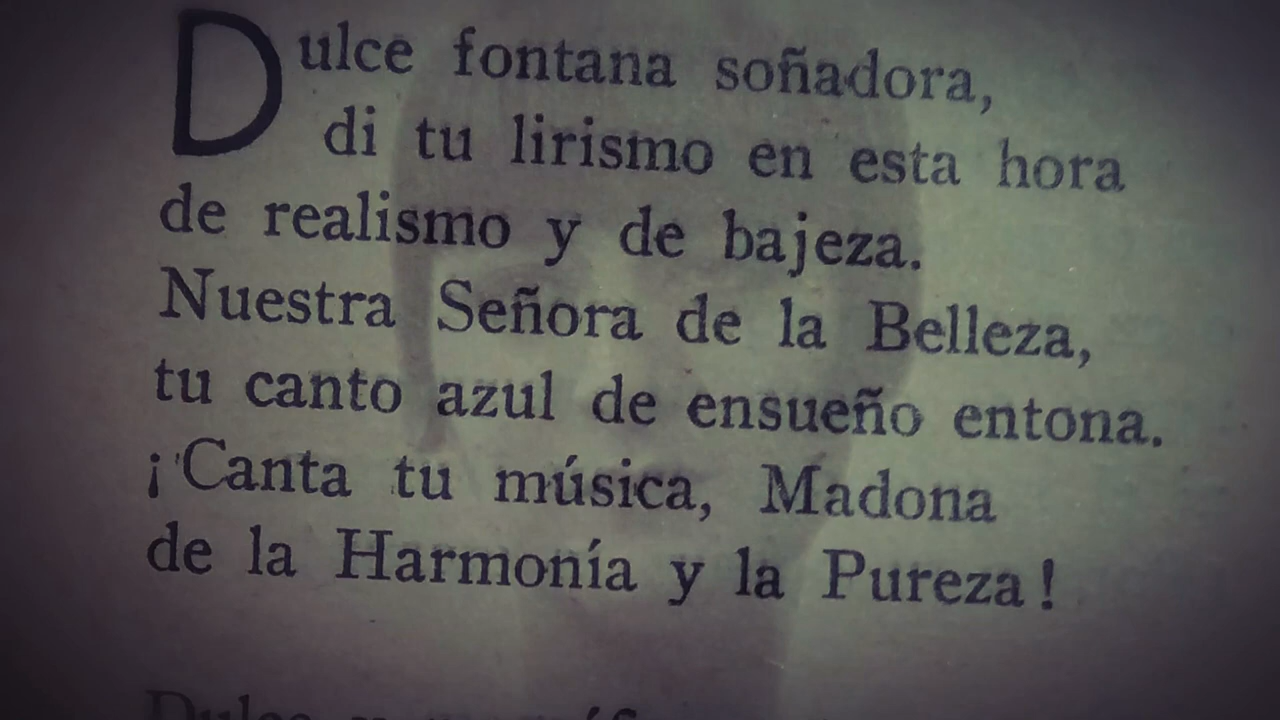 Dulce fontana soñadora,
di tu lirismo en esta hora
de realismo y de bajeza.
Nuestra Señora de la Belleza,
tu canto azul de ensueño entona.
¡Canta tu música, Madona
de la Harmonía y la Pureza!
Dulce y